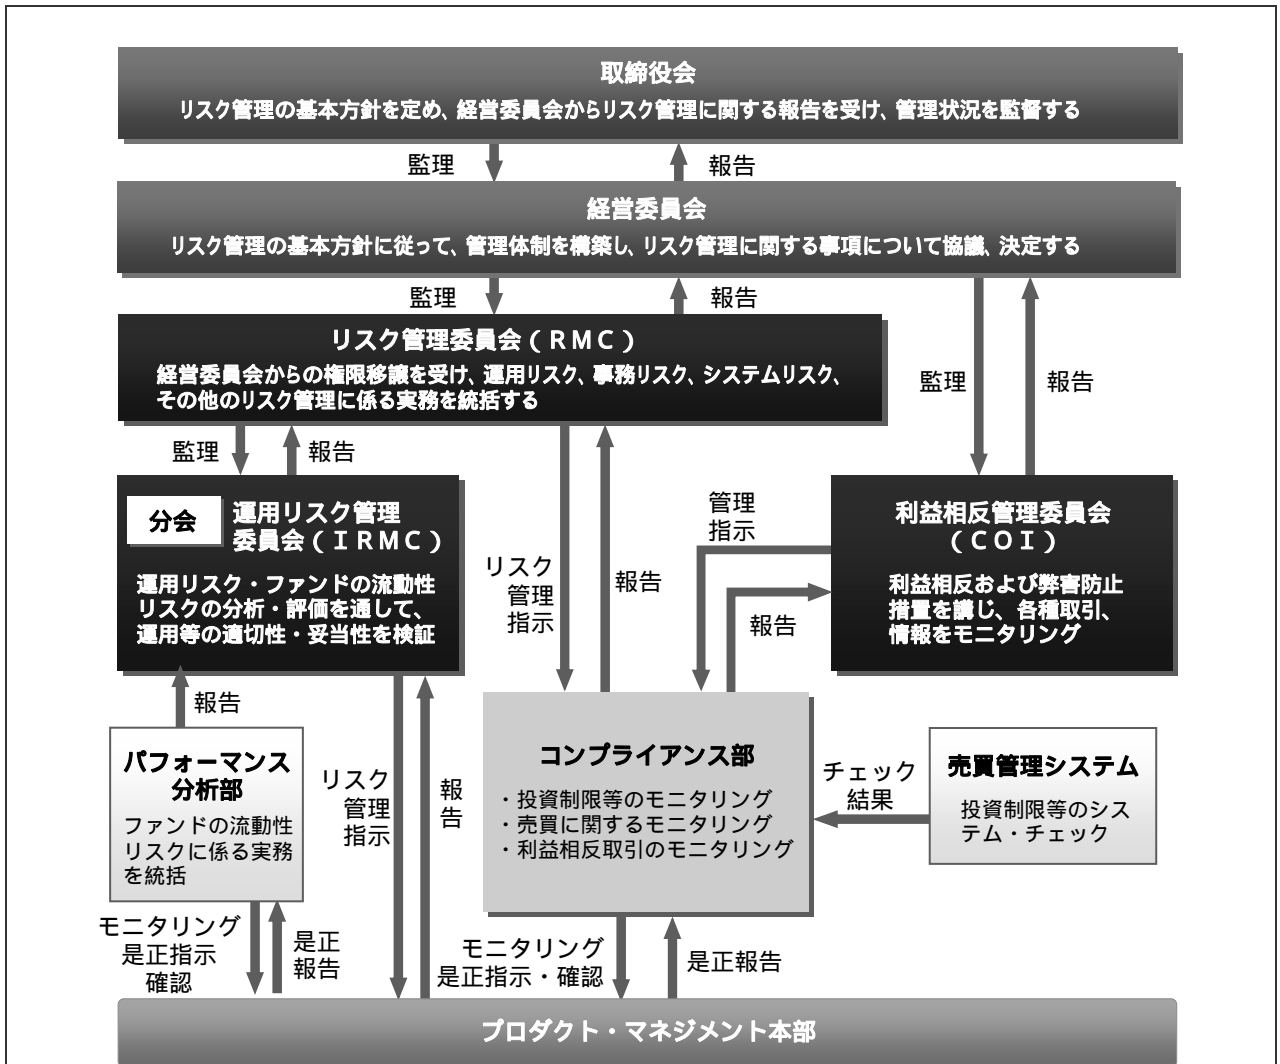 取締役会
リスク管理の基本方針を定め、経営委員会からリスク管理に関する報告を受け、管理状況を監督する
監理
報告
経営委員会
リスク管理の基本方針に従って、管理体制を構築し、リスク管理に関する事項について協議、決定する
監理
報告
リスク管理委員会（ＲＭＣ）
経営委員会からの権限移譲を受け、運用リスク、事務リスク、システムリスク、
その他のリスク管理に係る実務を統括する
監理
報告
監理
報告
分会
運用リスク管理
委員会（ＩＲＭＣ）
運用リスク・ファンドの流動性
リスクの分析・評価を通して、
運用等の適切性・妥当性を検証
リスク
管理
指示
報告
管理
指示
報告
利益相反管理委員会
（ＣＯＩ）
利益相反および弊害防止
措置を講じ、各種取引、
情報をモニタリング
報告
パフォーマンス
分析部
ファンドの流動性
リスクに係る実務
を統括
リスク
管理
指示
報
告
コンプライアンス部
・投資制限等のモニタリング
・売買に関するモニタリング
・利益相反取引のモニタリング
チェック
結果
売買管理システム
投資制限等のシス
テム・チェック
モニタリング
是正指示
確認
是正
報告
モニタリング
是正指示・確認
是正報告
プロダクト・マネジメント本部